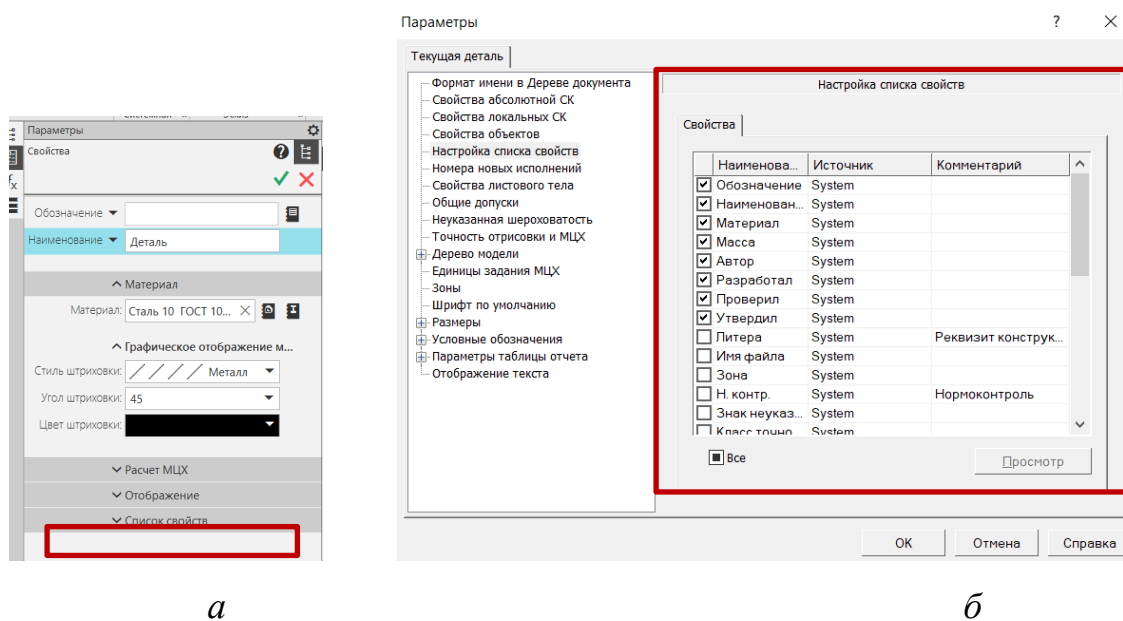 Параметры
Свойства
Обозначение
Наименование Деталь
Материал
Материал: Сталь 10 ГОСТ 10...
Графическое отображение м...
Стиль штриховки: Металл
Угол штриховки: 45
Цвет штриховки:
Расчет МЦХ
Отображение
Список свойств
а
Параметры ? ×
Текущая деталь
Формат имени в Дереве документа
Свойства абсолютной СК
Свойства локальных СК
Свойства объектов
Настройка списка свойств
Номера новых исполнений
Свойства листового тела
Общие допуски
Неуказанная шероховатость
Точность отрисовки и МЦХ
Дерево модели
Единицы задания МЦХ
Зоны
Шрифт по умолчанию
Размеры
Условные обозначения
Параметры таблицы отчета
Отображение текста
Настройка списка свойств
Свойства
Наименова... Источник Комментарий
Обозначение System
Наименован... System
Материал System
Масса System
Автор System
Разработал System
Проверил System
Утвердил System
Литера System Реквизит конструк...
Имя файла System
Зона System
Н. контр. System Нормоконтроль
Знак неуказ... System
Класс точно... System
Все Просмотр
ОК Отмена Справка
б